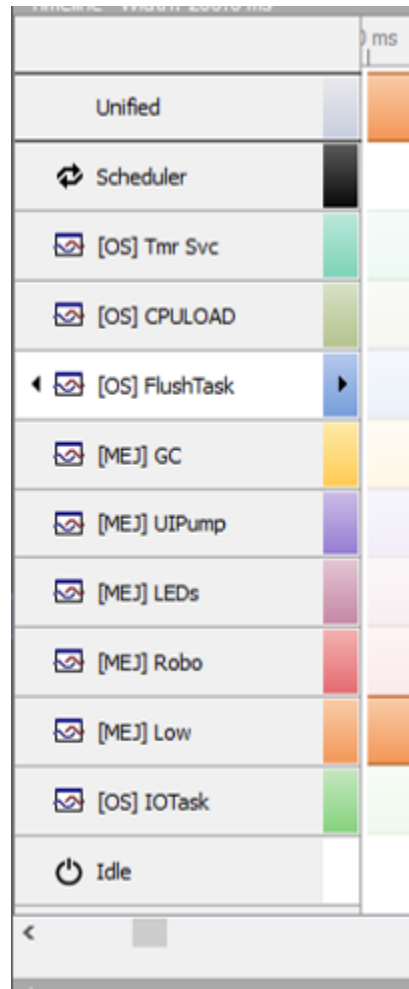 ms
Unified
Scheduler
[OS] Tmr Svc
[OS] CPULOAD
[OS] FlushTask
[MEJ] GC
[MEJ] UIPump
[MEJ] LEDs
[MEJ] Robo
[MEJ] Low
[OS] IOTask
Idle